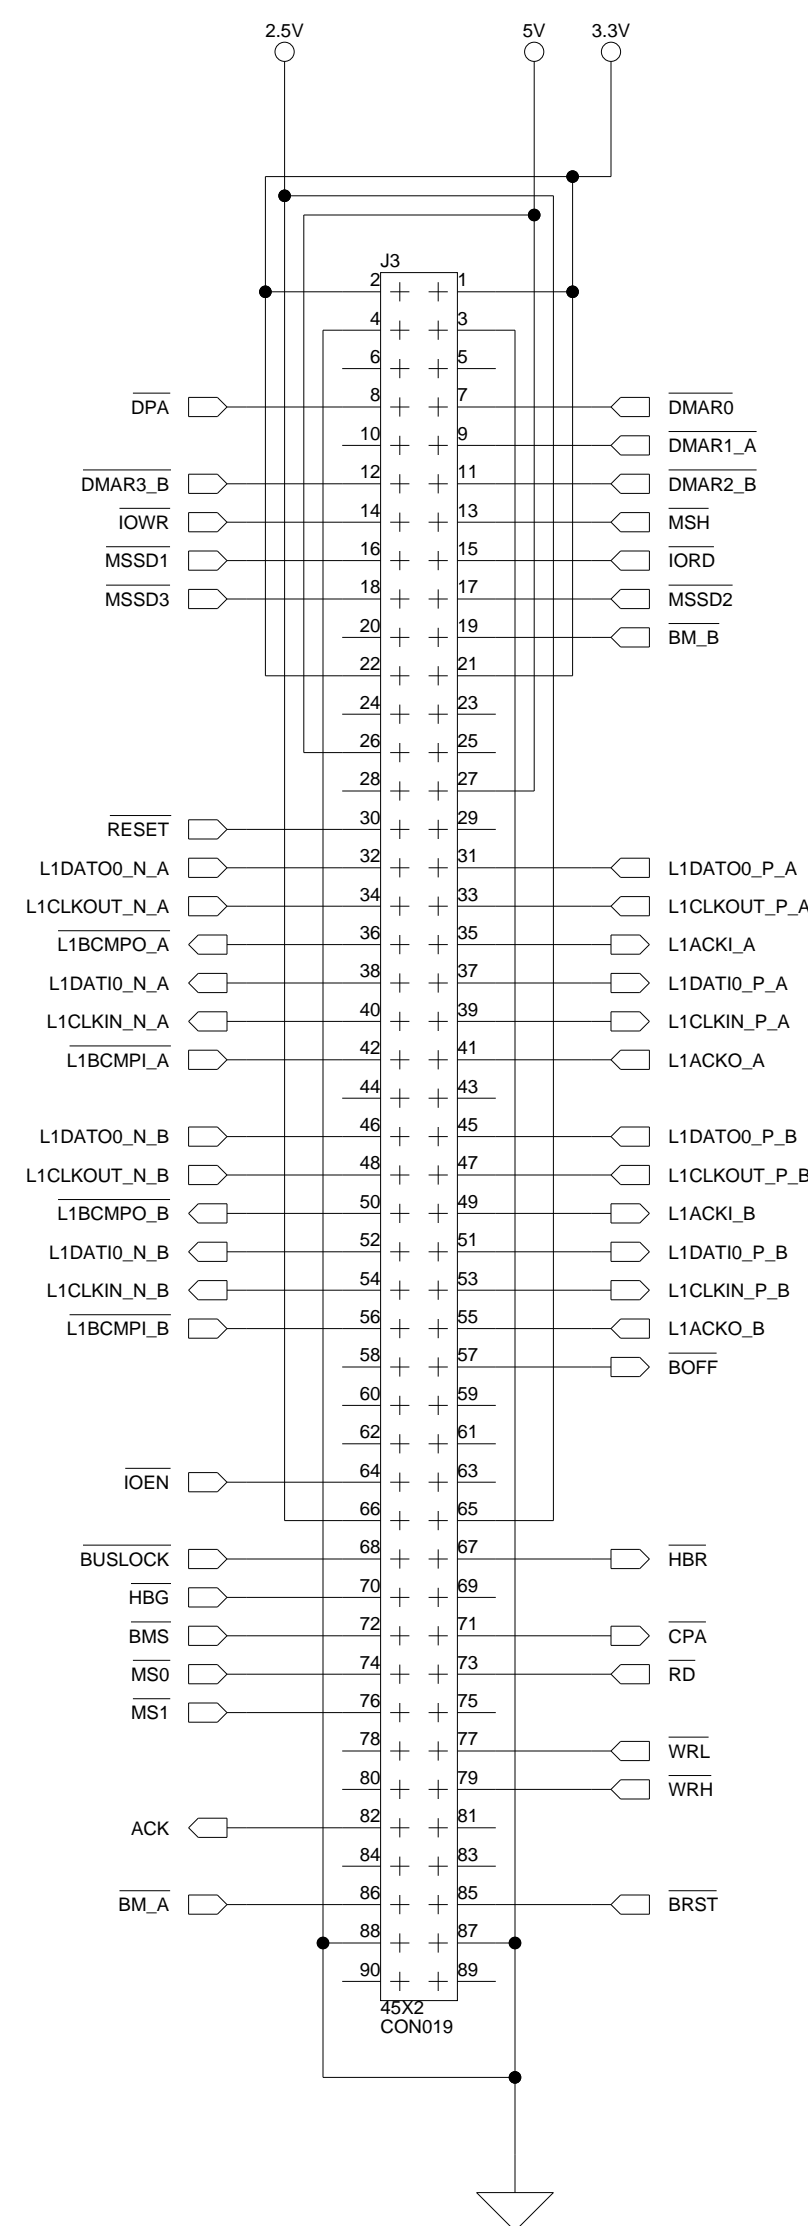 2.5V 5V 3.3V
J3
2 1
4 3
6 5
DPA 8 7 DMAR0
10 9 DMAR1_A
DMAR3_B 12 11 DMAR2_B
IOWR 14 13 MSH
MSSD1 16 15 IORD
MSSD3 18 17 MSSD2
20 19 BM_B
22 21
24 23
26 25
28 27
RESET 30 29
L1DATO0_N_A 32 31 L1DATO0_P_A
L1CLKOUT_N_A 34 33 L1CLKOUT_P_A
L1BCMPO_A 36 35 L1ACKI_A
L1DATI0_N_A 38 37 L1DATI0_P_A
L1CLKIN_N_A 40 39 L1CLKIN_P_A
L1BCMPI_A 42 41 L1ACKO_A
44 43
L1DATO0_N_B 46 45 L1DATO0_P_B
L1CLKOUT_N_B 48 47 L1CLKOUT_P_B
L1BCMPO_B 50 49 L1ACKI_B
L1DATI0_N_B 52 51 L1DATI0_P_B
L1CLKIN_N_B 54 53 L1CLKIN_P_B
L1BCMPI_B 56 55 L1ACKO_B
58 57 BOFF
60 59
62 61
IOEN 64 63
66 65
BUSLOCK 68 67 HBR
HBG 70 69
BMS 72 71 CPA
MS0 74 73 RD
MS1 76 75
78 77 WRL
80 79 WRH
ACK 82 81
84 83
BM_A 86 85 BRST
88 87
90 89
45X2
CON019